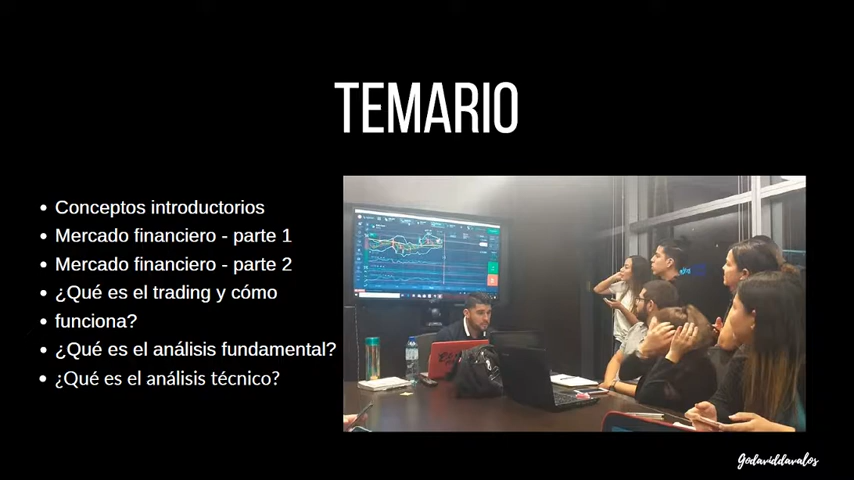 TEMARIO
• Conceptos introductorios
• Mercado financiero - parte 1
• Mercado financiero - parte 2
• ¿Qué es el trading y cómo
• funciona?
• ¿Qué es el análisis fundamental?
• ¿Qué es el análisis técnico?
Godaviddavalos